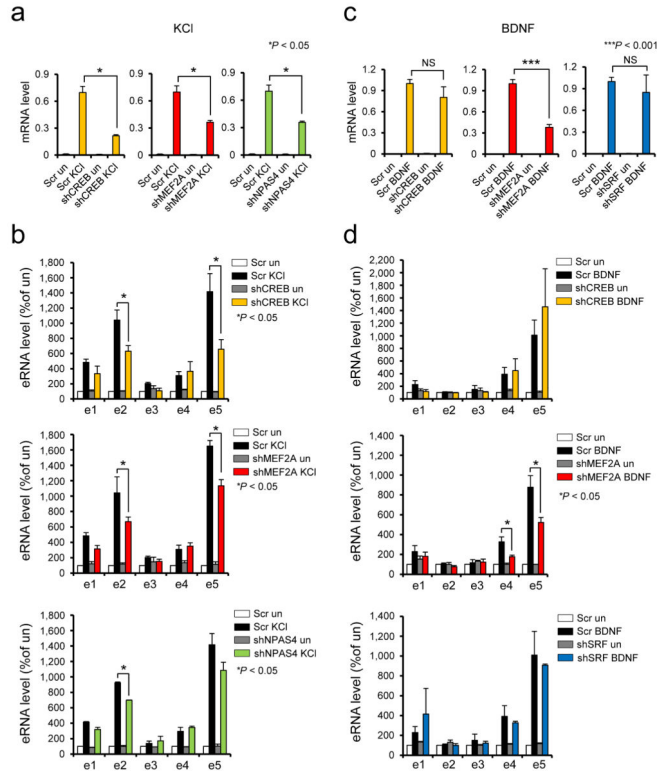 a
KCl
*P < 0.05
mRNA level
0.9
0.6
0.3
0
*
Scr un
Scr KCl
shCREB un
shCREB KCl
0.9
0.6
0.3
0
*
Scr un
Scr KCl
shMEF2A un
shMEF2A KCl
0.9
0.6
0.3
0
*
Scr un
Scr KCl
shNPAS4 un
shNPAS4 KCl
c
BDNF
***P < 0.001
mRNA level
1.5
1.2
0.9
0.6
0.3
0
NS
Scr un
Scr BDNF
shCREB un
shCREB BDNF
1.5
1.2
0.9
0.6
0.3
0
***
Scr un
Scr BDNF
shMEF2A un
shMEF2A BDNF
1.5
1.2
0.9
0.6
0.3
0
NS
Scr un
Scr BDNF
shSRF un
shSRF BDNF
b
eRNA level (%of un)
1,800
1,600
1,400
1,200
1,000
800
600
400
200
0
e1 e2 e3 e4 e5
*
*
Scr un
Scr KCl
shCREB un
shCREB KCl
*P < 0.05
eRNA level (%of un)
1,800
1,600
1,400
1,200
1,000
800
600
400
200
0
e1 e2 e3 e4 e5
*
*
Scr un
Scr KCl
shMEF2A un
shMEF2A KCl
*P < 0.05
eRNA level (%of un)
1,800
1,600
1,400
1,200
1,000
800
600
400
200
0
e1 e2 e3 e4 e5
*
Scr un
Scr KCl
shNPAS4 un
shNPAS4 KCl
*P < 0.05
d
eRNA level (%of un)
2,200
2,000
1,800
1,600
1,400
1,200
1,000
800
600
400
200
0
e1 e2 e3 e4 e5
Scr un
Scr BDNF
shCREB un
shCREB BDNF
eRNA level (%of un)
1,400
1,200
1,000
800
600
400
200
0
e1 e2 e3 e4 e5
*
*
Scr un
Scr BDNF
shMEF2A un
shMEF2A BDNF
*P < 0.05
eRNA level (%of un)
1,400
1,200
1,000
800
600
400
200
0
e1 e2 e3 e4 e5
Scr un
Scr BDNF
shSRF un
shSRF BDNF